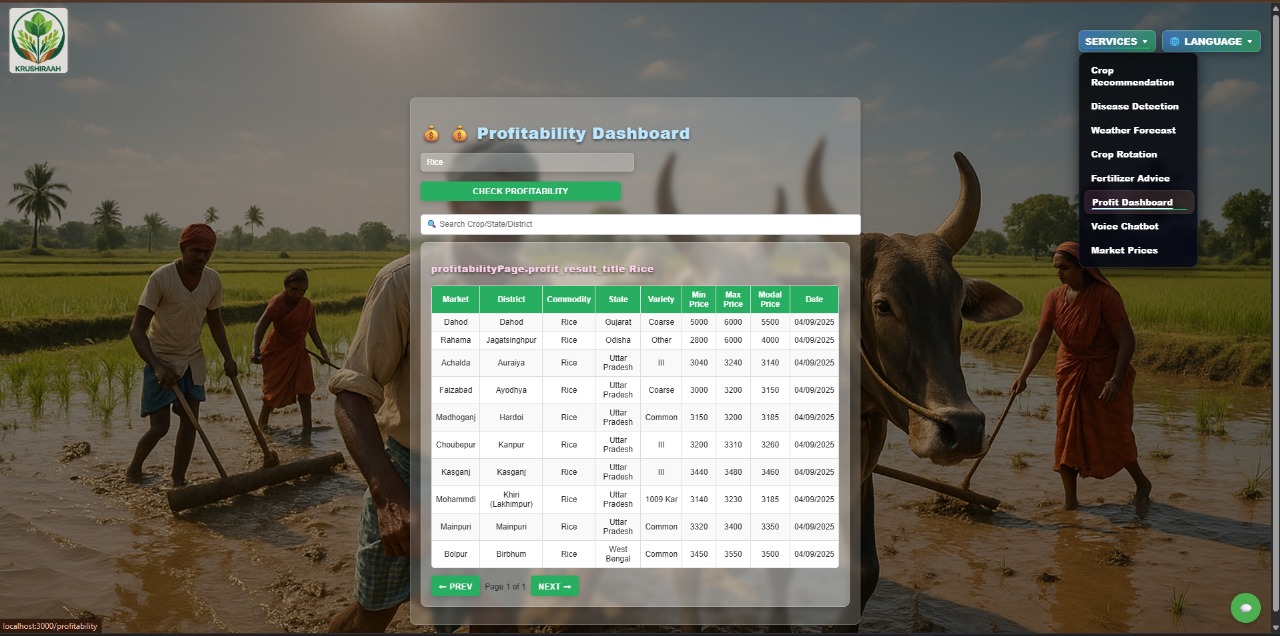 KRUSHIRAAH
SERVICES ▼
LANGUAGE ▼
Crop
Recommendation
Disease Detection
Weather Forecast
Crop Rotation
Fertilizer Advice
Profit Dashboard
Voice Chatbot
Market Prices
Profitability Dashboard
Rice
CHECK PROFITABILITY
Search Crop/State/District
profitabilityPage.profit_result_title Rice
Market District Commodity State Variety Min Price Max Price Modal Price Date
Dahod Dahod Rice Gujarat Coarse 5000 6000 5500 04/09/2025
Rahama Jagatsinghpur Rice Odisha Other 2800 6000 4000 04/09/2025
Achalda Auraiya Rice Uttar Pradesh III 3040 3240 3140 04/09/2025
Faizabad Ayodhya Rice Uttar Pradesh Coarse 3000 3200 3150 04/09/2025
Madhoganj Hardoi Rice Uttar Pradesh Common 3150 3200 3185 04/09/2025
Choubepur Kanpur Rice Uttar Pradesh III 3200 3310 3260 04/09/2025
Kasganj Kasganj Rice Uttar Pradesh III 3440 3480 3460 04/09/2025
Mohammdi Khiri (Lakhimpur) Rice Uttar Pradesh 1009 Kar 3140 3230 3185 04/09/2025
Mainpuri Mainpuri Rice Uttar Pradesh Common 3320 3400 3350 04/09/2025
Bolpur Birbhum Rice West Bengal Common 3450 3550 3500 04/09/2025
← PREV Page 1 of 1 NEXT →
localhost:3000/profitability